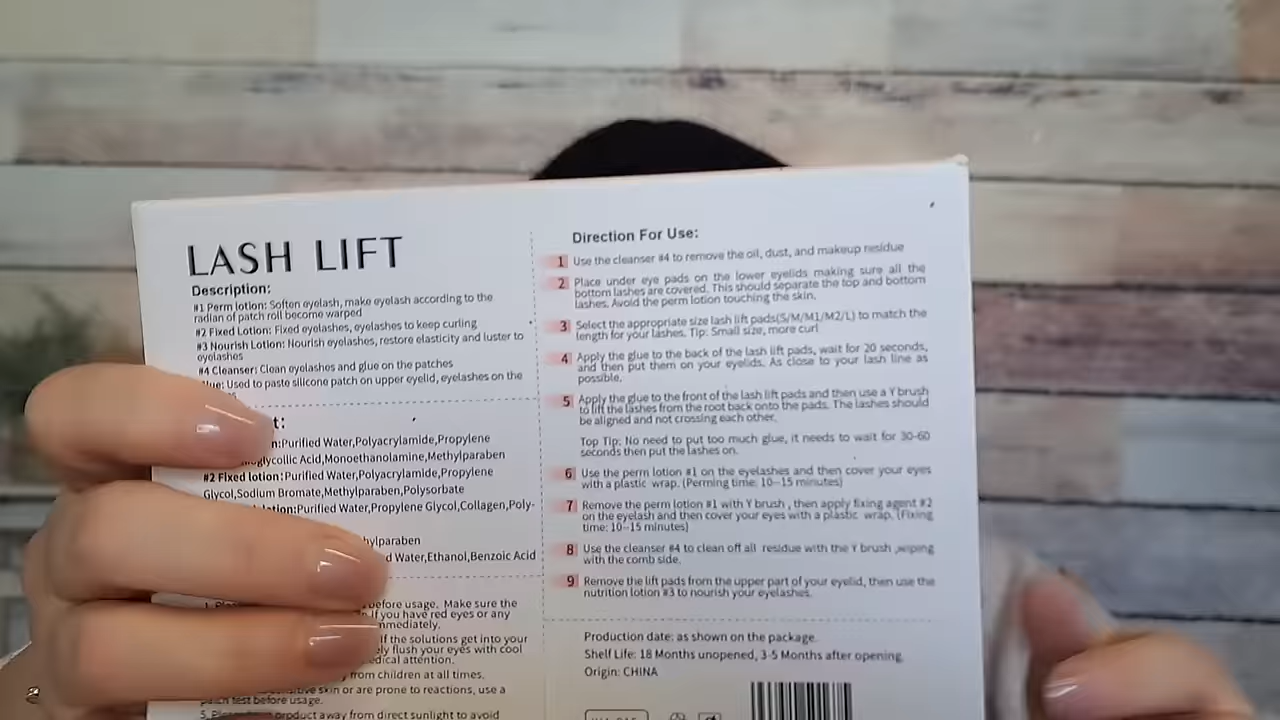 LASH LIFT
Description:
#1 Perm lotion: Soften eyelash, make eyelash according to the
radian of patch roll become warped
#2 Fixed Lotion: Fixed eyelashes, eyelashes to keep curling
#3 Nourish Lotion: Nourish eyelashes, restore elasticity and luster to
eyelashes
#4 Cleanser: Clean eyelashes and glue on the patches
Used to paste silicone patch on upper eyelid, eyelashes on the
Purified Water,Polyacrylamide,Propylene
Acid,Monoethanolamine,Methylparaben
#2 Fixed lotion:Purified Water,Polyacrylamide,Propylene
Glycol,Sodium Bromate,Methylparaben,Polysorbate
Purified Water,Propylene Glycol,Collagen,Poly-
Water,Ethanol,Benzoic Acid
before usage. Make sure the
If you have red eyes or any
If the solutions get into your
flush your eyes with cool
attention.
from children at all times.
skin or are prone to reactions, use a
patch test before usage.
5. product away from direct sunlight to avoid
Direction For Use:
1 Use the cleanser #4 to remove the oil, dust, and makeup residue
2 Place under eye pads on the lower eyelids making sure all the
bottom lashes are covered. This should separate the top and bottom
lashes. Avoid the perm lotion touching the skin.
3 Select the appropriate size lash lift pads(S/M/M1/M2/L) to match the
length for your lashes. Tip: Small size, more curl
4 Apply the glue to the back of the lash lift pads, wait for 20 seconds,
and then put them on your eyelids. As close to your lash line as
possible.
5 Apply the glue to the front of the lash lift pads and then use a Y brush
to lift the lashes from the root back onto the pads. The lashes should
be aligned and not crossing each other.
Top Tip: No need to put too much glue, it needs to wait for 30-60
seconds then put the lashes on.
6 Use the perm lotion #1 on the eyelashes and then cover your eyes
with a plastic wrap. (Perming time: 10--15 minutes)
7 Remove the perm lotion #1 with Y brush , then apply fixing agent #2
on the eyelash and then cover your eyes with a plastic wrap. (Fixing
time: 10--15 minutes)
8 Use the cleanser #4 to clean off all residue with the Y brush ,wiping
with the comb side.
9 Remove the lift pads from the upper part of your eyelid, then use the
nutrition lotion #3 to nourish your eyelashes.
Production date: as shown on the package.
Shelf Life: 18 Months unopened, 3-5 Months after opening.
Origin: CHINA